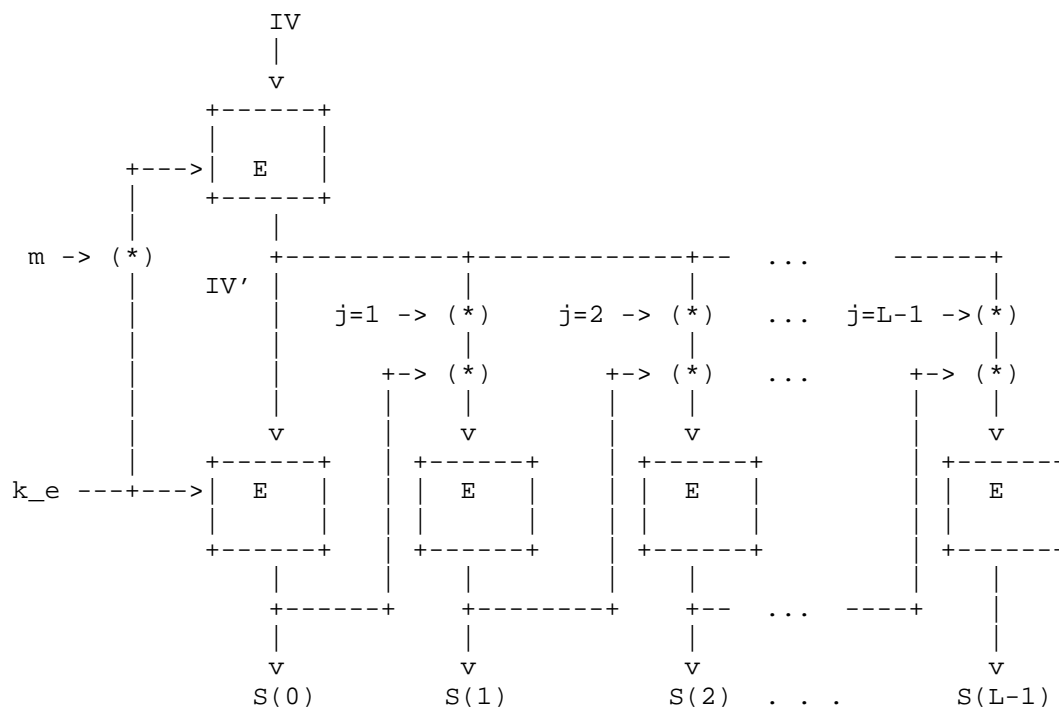 IV
                      |
                      v
                 +------+
                 |      |
          +--->|  E   |
          |      +------+
          |          |
 m -> (*)          +-----------+-------------+-- ... ------+
          |    IV'   |           |             |             |
          |          |   j=1 -> (*)   j=2 -> (*)   ...   j=L-1 ->(*)
          |          |           |             |             |
          |          |      +-> (*)       +-> (*)   ...   +-> (*)
          |          |      |    |        |    |          |    |
          |          v      |    v        |    v          |    v
          |      +------+   | +------+    | +------+      | +------+
k_e ---+--->|  E   |   | |  E   |    | |  E   |      | |  E
                 |      |   | |      |    | |      |      | |
                 +------+   | +------+    | +------+      | +------+
                     |      |    |        |    |          |    |
                     +------+    +--------+    +-- ... ----+    |
                     |           |             |               |
                     v           v             v               v
                    S(0)        S(1)          S(2)  . . .     S(L-1)